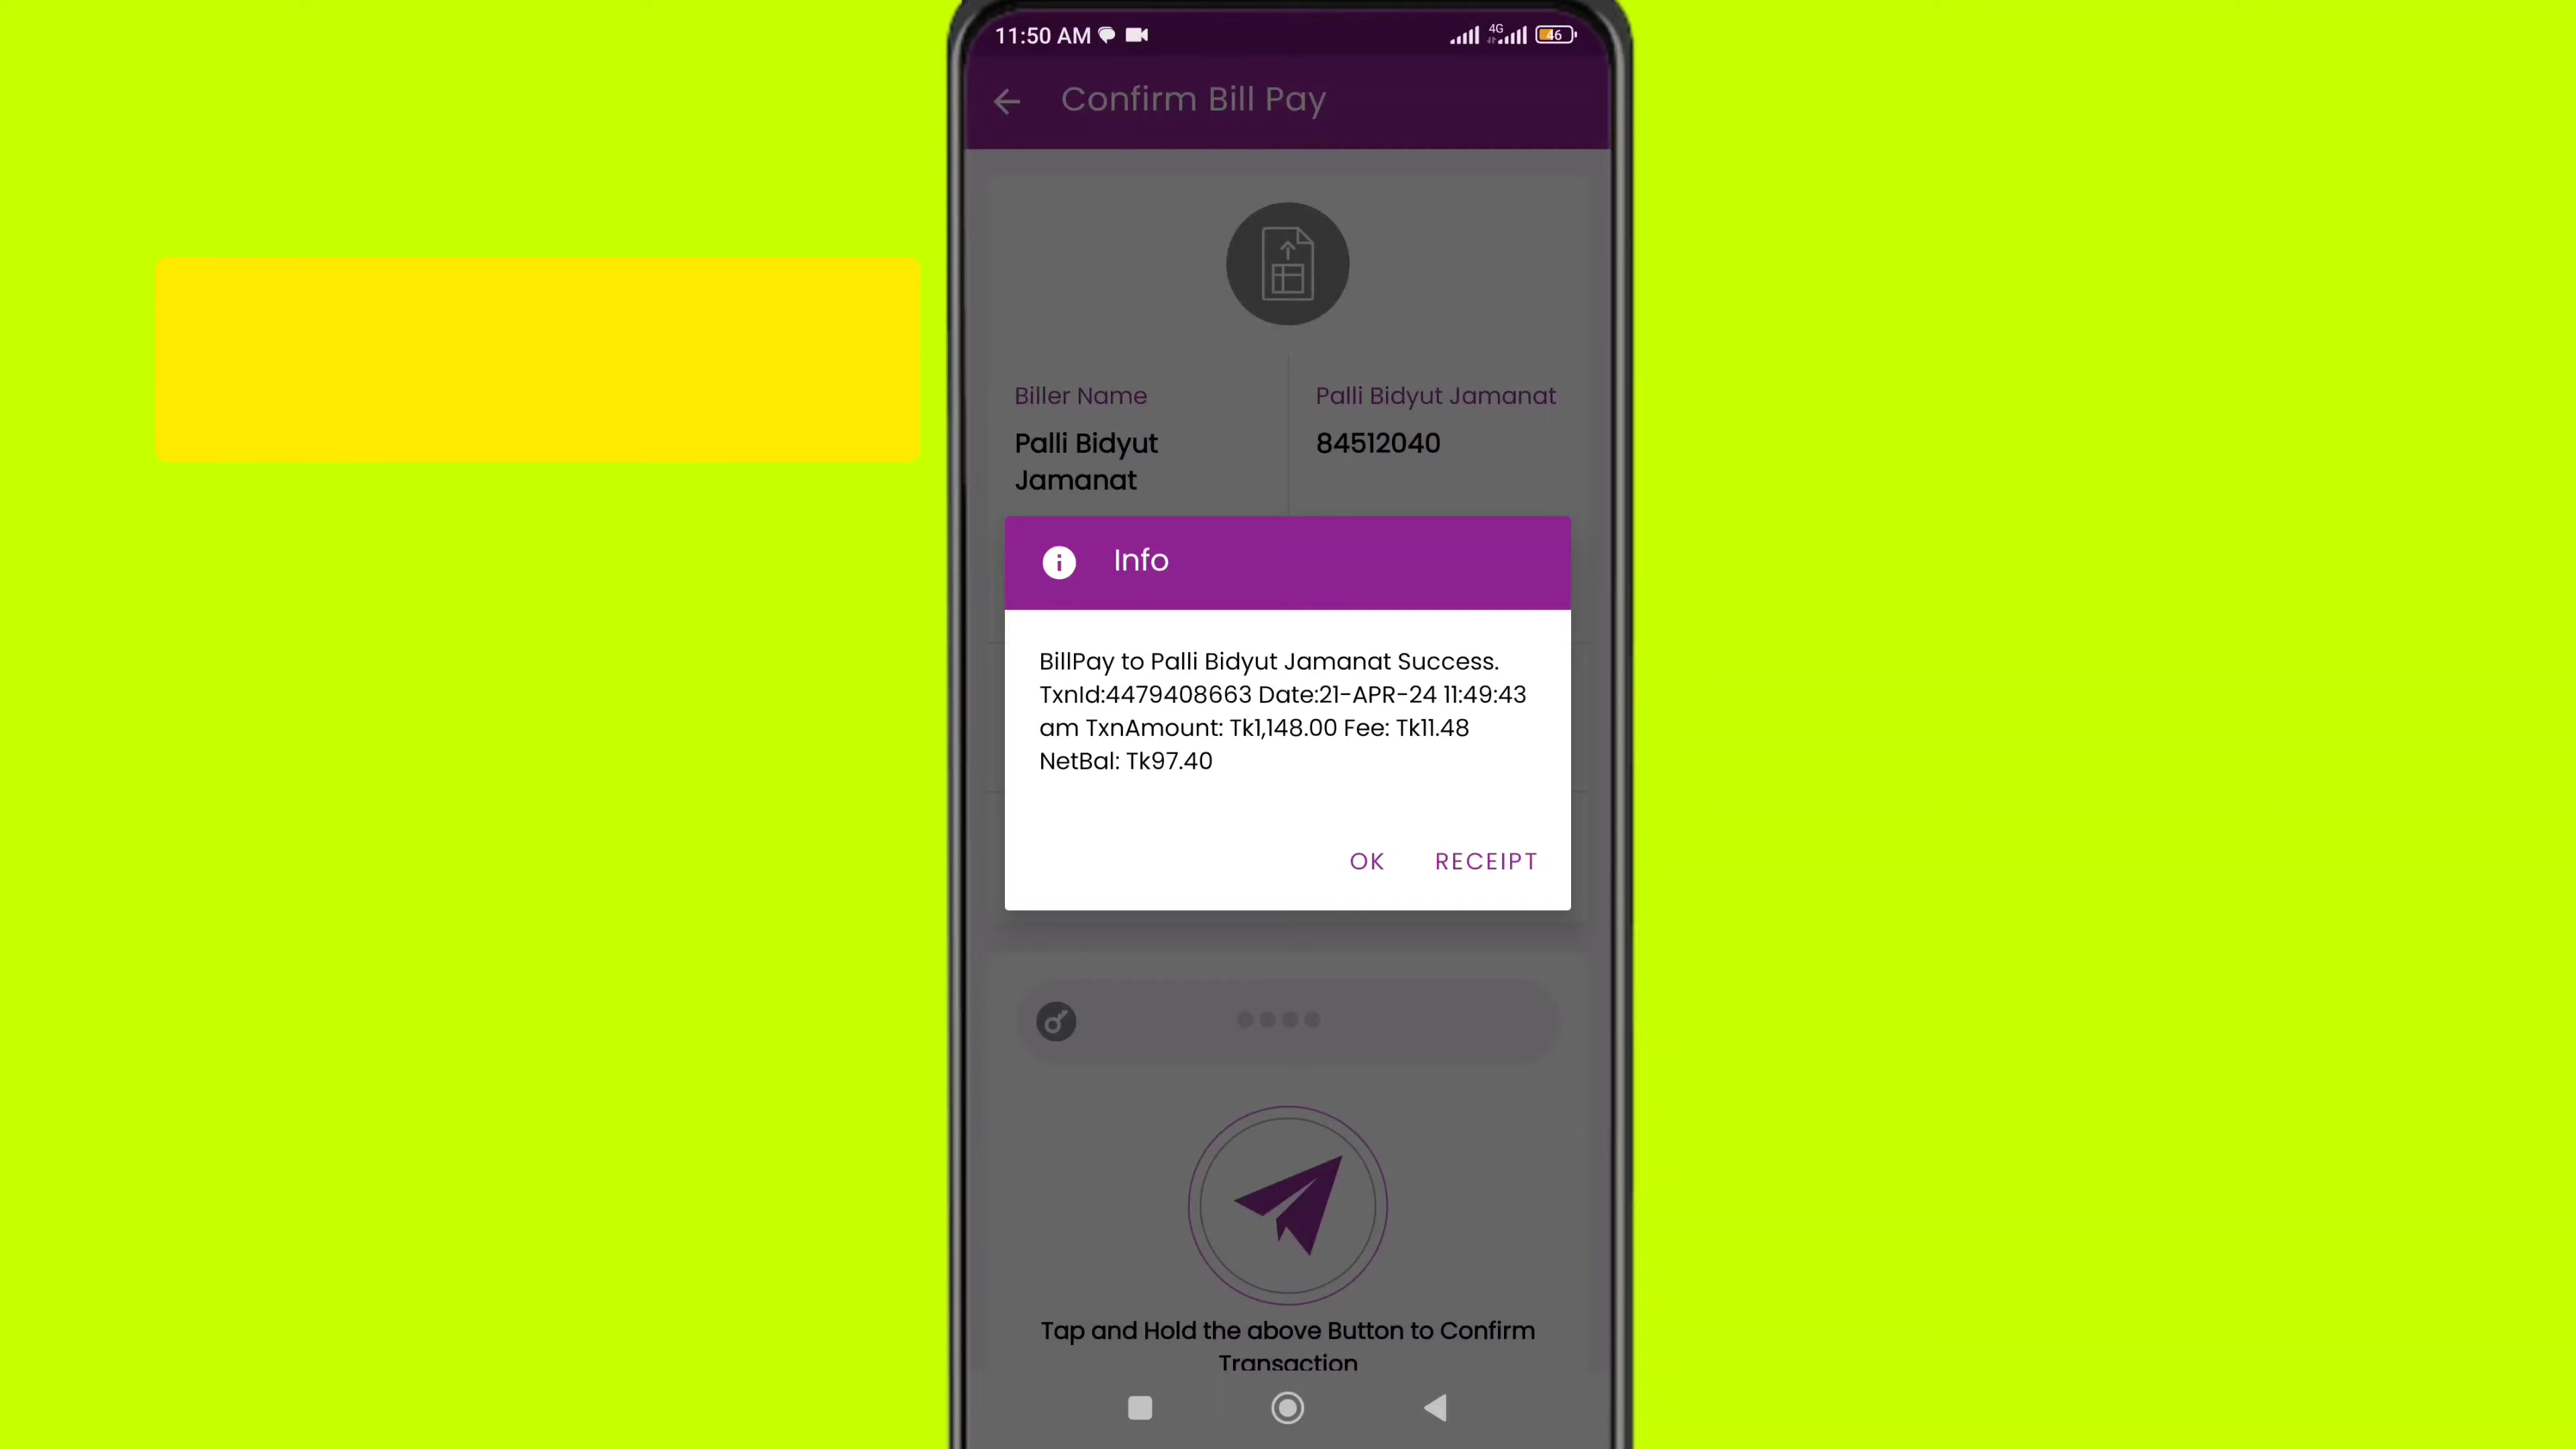 11:50 AM
4G
46
Confirm Bill Pay
Biller Name
Palli Bidyut
Jamanat
Palli Bidyut Jamanat
84512040
Info
BillPay to Palli Bidyut Jamanat Success.
TxnId:4479408663 Date:21-APR-24 11:49:43
am TxnAmount: Tk1,148.00 Fee: Tk11.48
NetBal: Tk97.40
OK RECEIPT
Tap and Hold the above Button to Confirm
Transaction